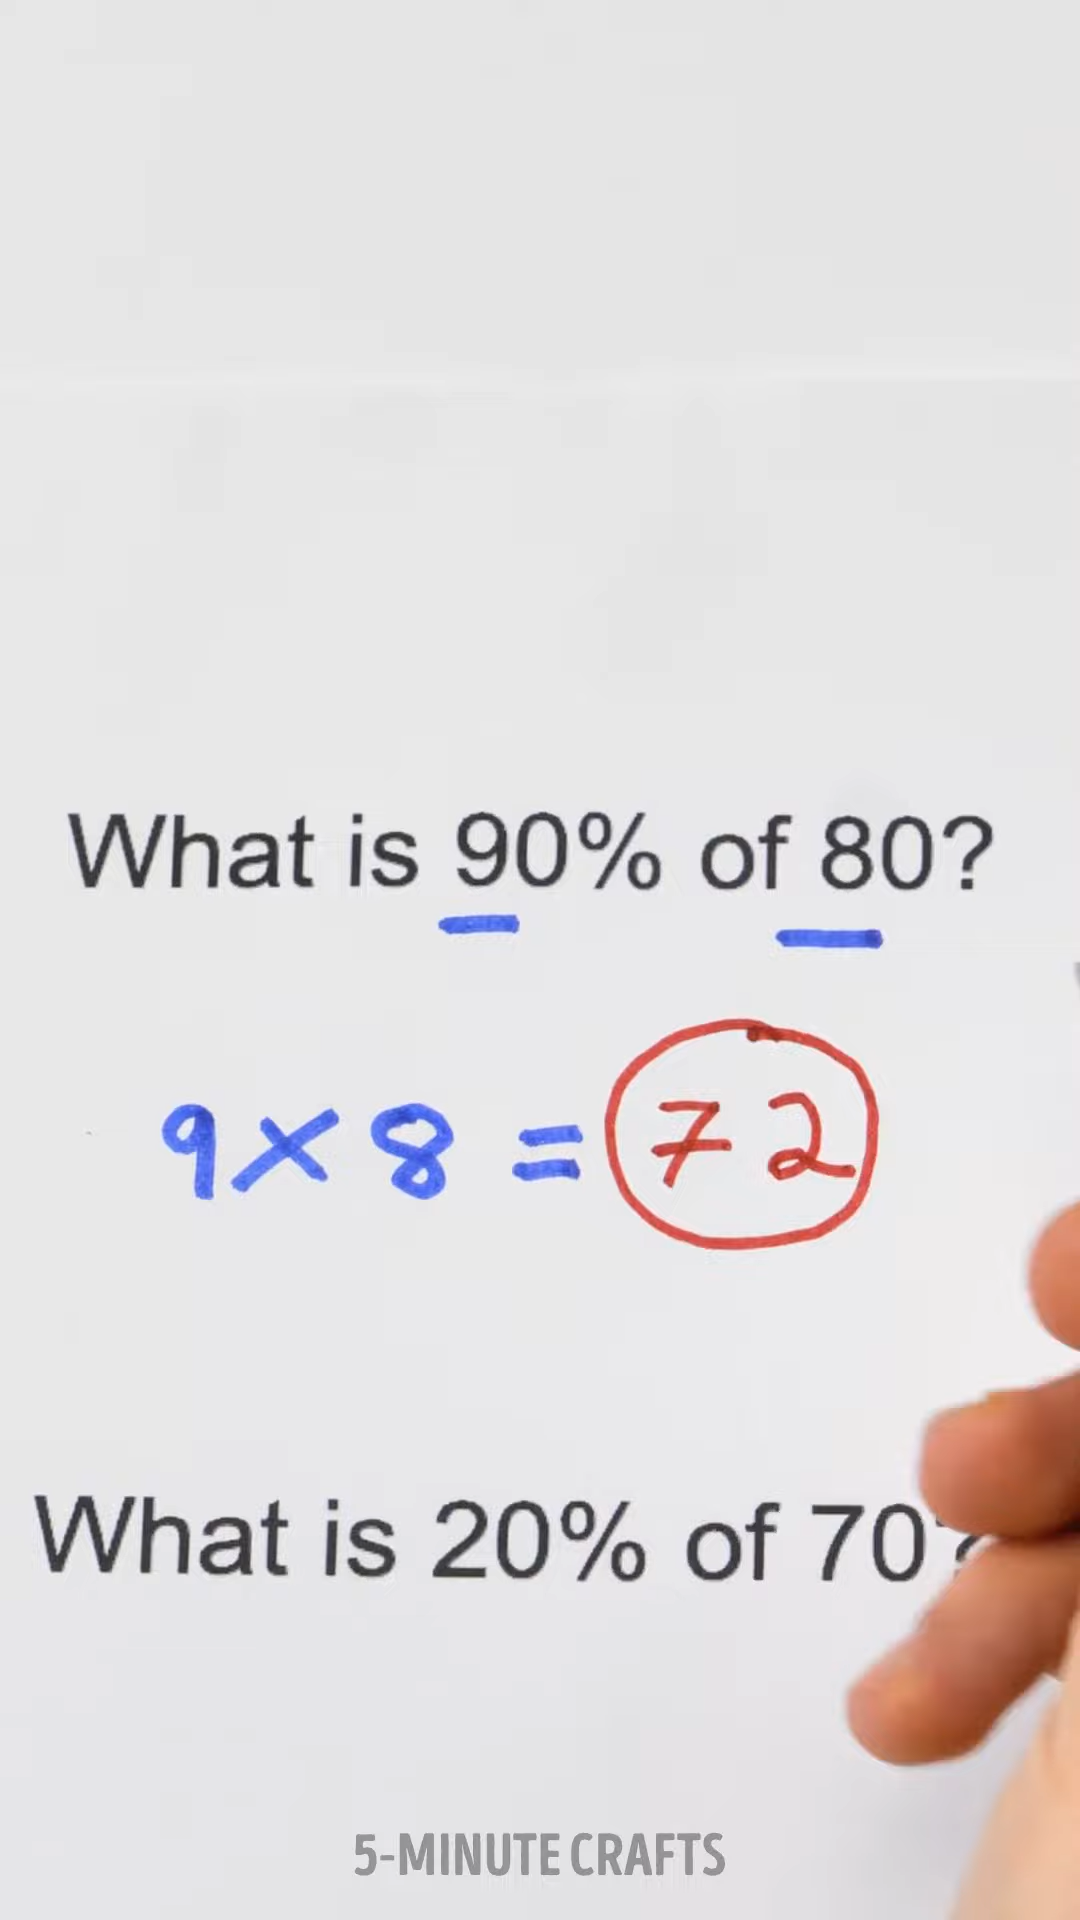 What is 90% of 80?
9 × 8 = 72
What is 20% of 70?
5-MINUTE CRAFTS